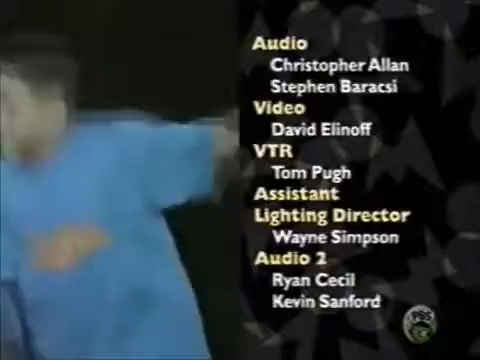 Audio
Christopher Allan
Stephen Baracsi
Video
David Elinoff
VTR
Tom Pugh
Assistant
Lighting Director
Wayne Simpson
Audio 2
Ryan Cecil
Kevin Sanford
PBS